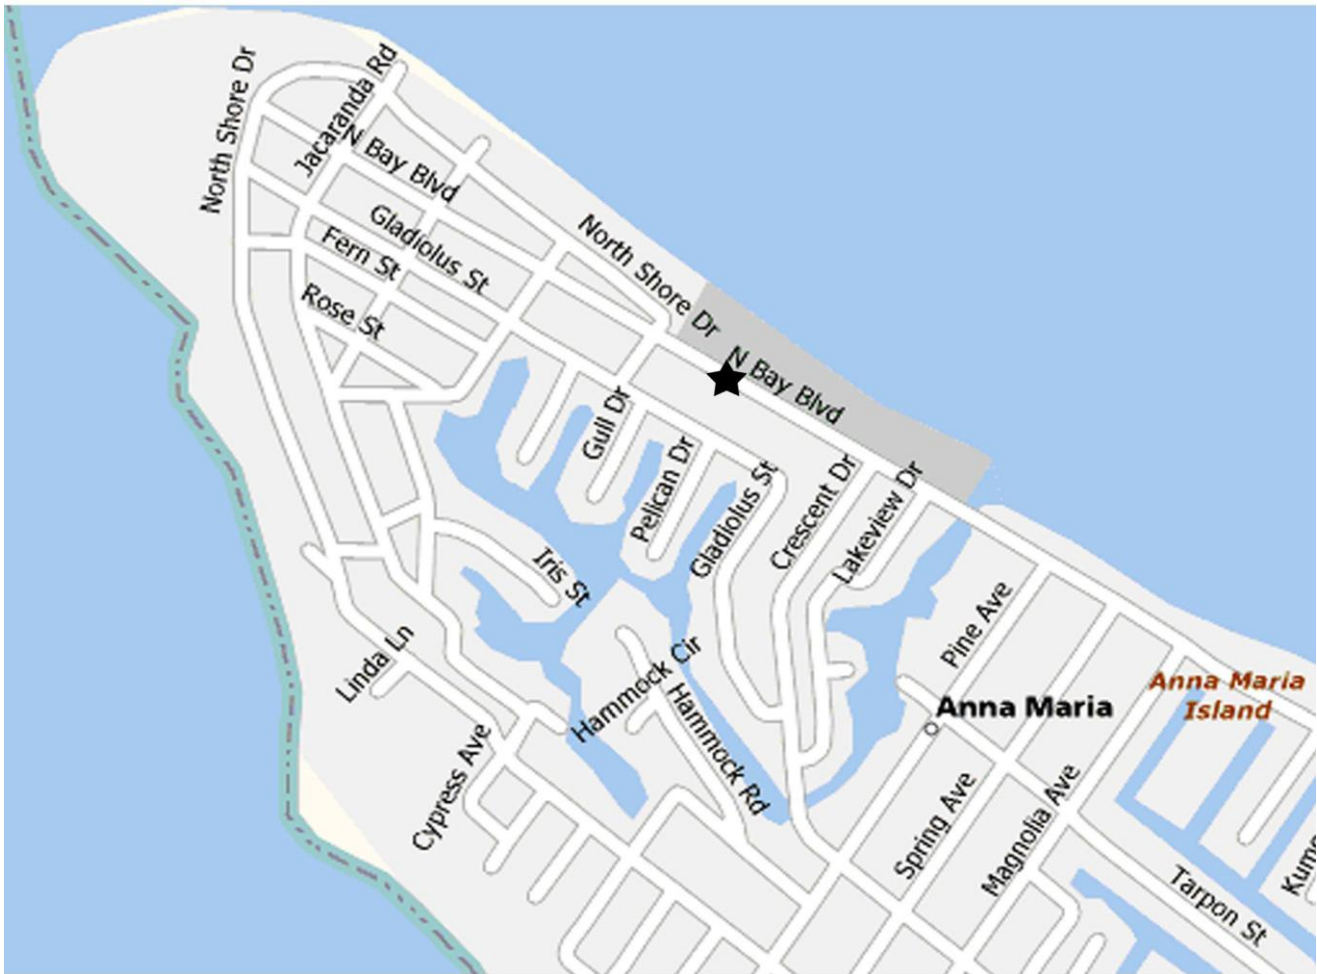 North Shore Dr
Jacaranda Rd
N Bay Blvd
Gladiolus St
Fern St
Rose St
North Shore Dr
N Bay Blvd
Gull Dr
Pelican Dr
Gladiolus St
Crescent Dr
Lakeview Dr
Iris St
Pine Ave
Linda Ln
Hammock Cir
Hammock Rd
Anna Maria
Anna Maria
Island
Cypress Ave
Spring Ave
Magnolia Ave
Tarpon St